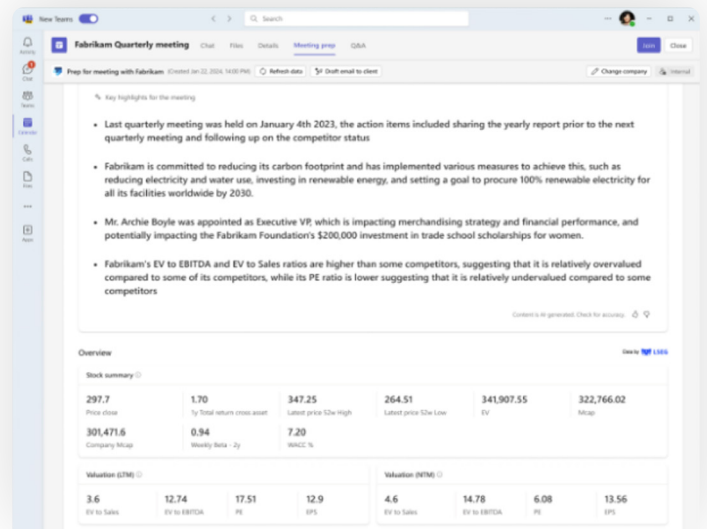 New Teams
Search
Fabrikam Quarterly meeting Chat Files Details Meeting prep Q&A Join Close
Prep for meeting with Fabrikam (Created Jan 22, 2024, 14:00 PM) Refresh data Draft email to client Change company Internal
Activity
Chat
Teams
Calendar
Calls
Files
Apps
Key highlights for the meeting
• Last quarterly meeting was held on January 4th 2023, the action items included sharing the yearly report prior to the next
quarterly meeting and following up on the competitor status
• Fabrikam is committed to reducing its carbon footprint and has implemented various measures to achieve this, such as
reducing electricity and water use, investing in renewable energy, and setting a goal to procure 100% renewable electricity for
all its facilities worldwide by 2030.
• Mr. Archie Boyle was appointed as Executive VP, which is impacting merchandising strategy and financial performance, and
potentially impacting the Fabrikam Foundation's $200,000 investment in trade school scholarships for women.
• Fabrikam's EV to EBITDA and EV to Sales ratios are higher than some competitors, suggesting that it is relatively overvalued
compared to some of its competitors, while its PE ratio is lower suggesting that it is relatively undervalued compared to some
competitors
Content is AI generated. Check for accuracy.
Overview Data by LSEG
Stock summary
297.7 1.70 347.25 264.51 341,907.55 322,766.02
Price close 1y Total return cross asset Latest price 52w High Latest price 52w Low EV Mcap
301,471.6 0.94 7.20
Company Mcap Weekly Beta - 2y WACC %
Valuation (LTM) Valuation (NTM)
3.6 12.74 17.51 12.9 4.6 14.78 6.08 13.56
EV to Sales EV to EBITDA PE EPS EV to Sales EV to EBITDA PE EPS